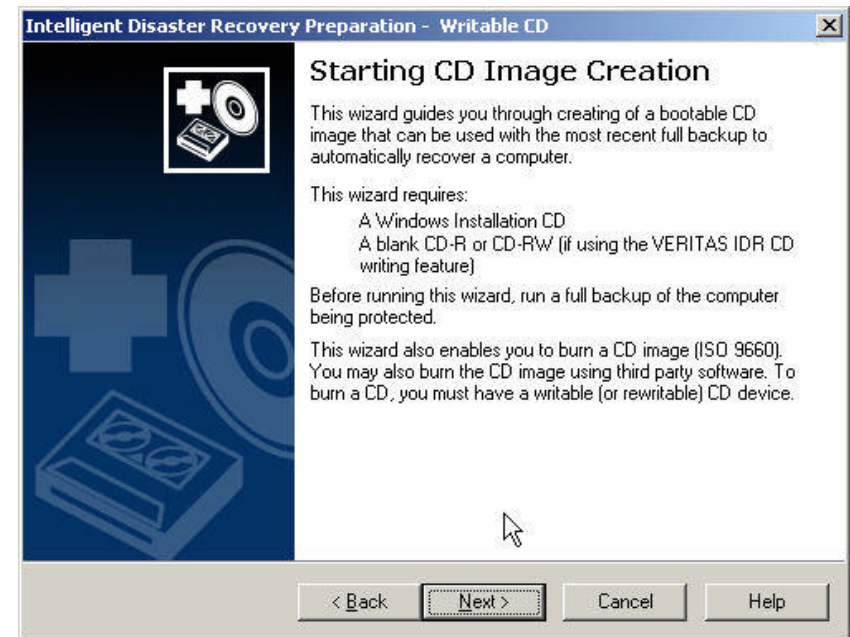 Intelligent Disaster Recovery Preparation - Writable CD
Starting CD Image Creation
This wizard guides you through creating of a bootable CD
image that can be used with the most recent full backup to
automatically recover a computer.
This wizard requires:
A Windows Installation CD
A blank CD-R or CD-RW (if using the VERITAS IDR CD
writing feature)
Before running this wizard, run a full backup of the computer
being protected.
This wizard also enables you to burn a CD image (ISO 9660).
You may also burn the CD image using third party software. To
burn a CD, you must have a writable (or rewritable) CD device.
< Back Next > Cancel Help